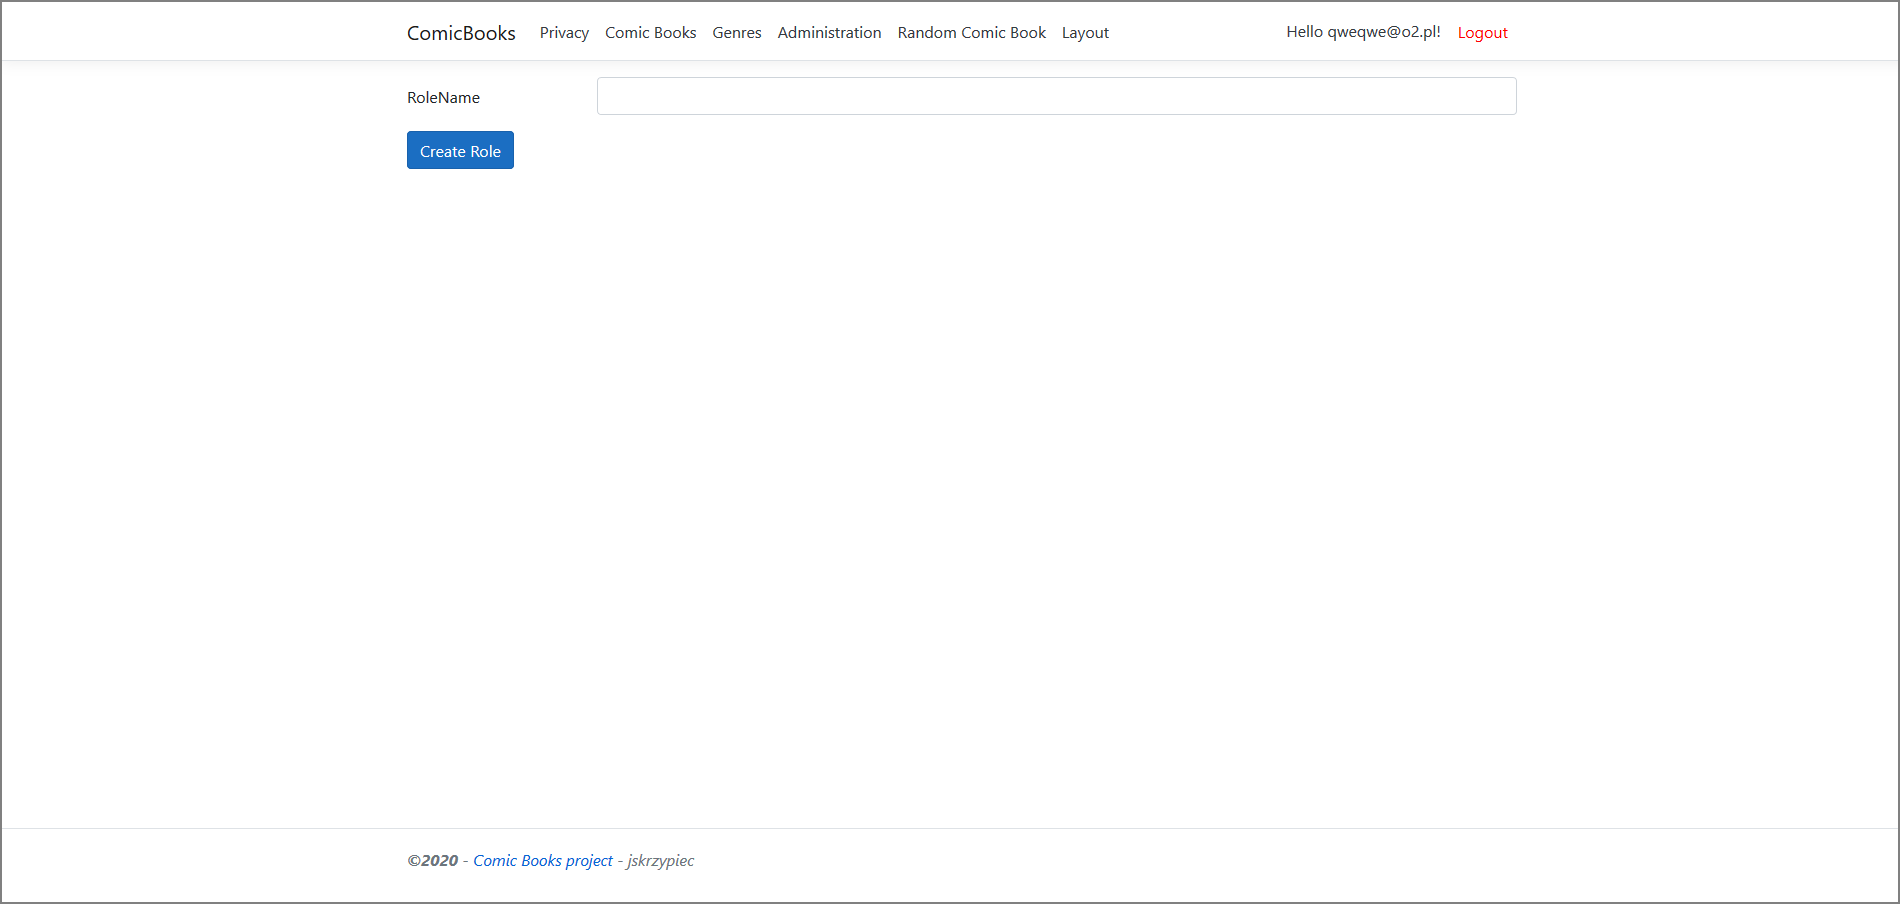 ComicBooks Privacy Comic Books Genres Administration Random Comic Book Layout Hello qweqwe@o2.pl! Logout
RoleName
Create Role
©2020 - Comic Books project - jskrzypiec